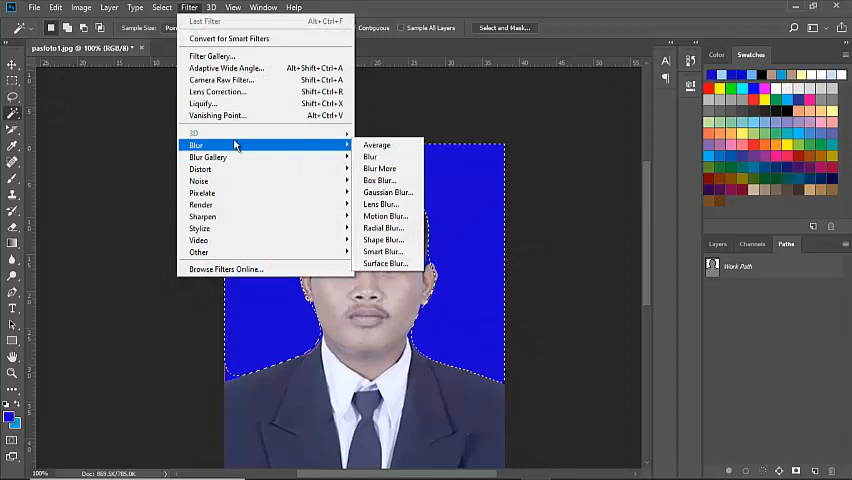 File Edit Image Layer Type Select Filter 3D View Window Help
Last Filter Alt+Ctrl+F
Convert for Smart Filters
Filter Gallery...
Adaptive Wide Angle... Alt+Shift+Ctrl+A
Camera Raw Filter... Shift+Ctrl+A
Lens Correction... Shift+Ctrl+R
Liquify... Shift+Ctrl+X
Vanishing Point... Alt+Ctrl+V
3D
Blur
Blur Gallery
Distort
Noise
Pixelate
Render
Sharpen
Stylize
Video
Other
Browse Filters Online...
Average
Blur
Blur More
Box Blur...
Gaussian Blur...
Lens Blur...
Motion Blur...
Radial Blur...
Shape Blur...
Smart Blur...
Surface Blur...
Contiguous Sample All Layers Select and Mask...
pasfoto1.jpg @ 100% (RGB/8) *
Color Swatches
Layers Channels Paths
Work Path
100% Doc: 869.5K/785.0K